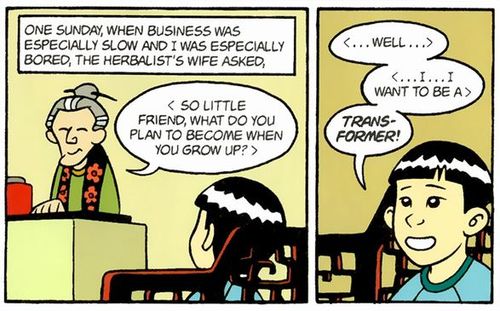 ONE SUNDAY, WHEN BUSINESS WAS
ESPECIALLY SLOW AND I WAS ESPECIALLY
BORED, THE HERBALIST'S WIFE ASKED,
< SO LITTLE
FRIEND, WHAT DO YOU
PLAN TO BECOME WHEN
YOU GROW UP? >
<...WELL...>
<...I...I
WANT TO BE A >
TRANS-
FORMER!